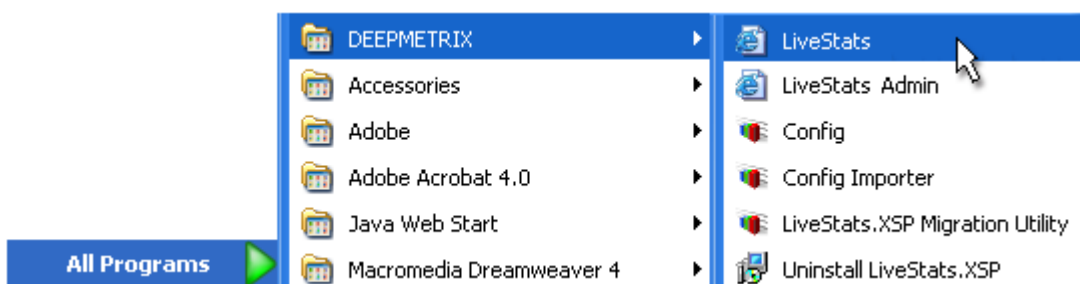 DEEPMETRIX
Accessories
Adobe
Adobe Acrobat 4.0
Java Web Start
Macromedia Dreamweaver 4
All Programs
LiveStats
LiveStats Admin
Config
Config Importer
LiveStats.XSP Migration Utility
Uninstall LiveStats.XSP